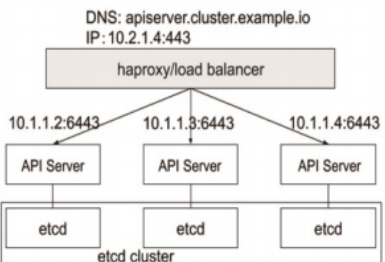 DNS: apiserver.cluster.example.io
IP:10.2.1.4:443
haproxy/load balancer
10.1.1.2:6443 10.1.1.3:6443 10.1.1.4:6443
API Server API Server API Server
etcd etcd etcd
etcd cluster